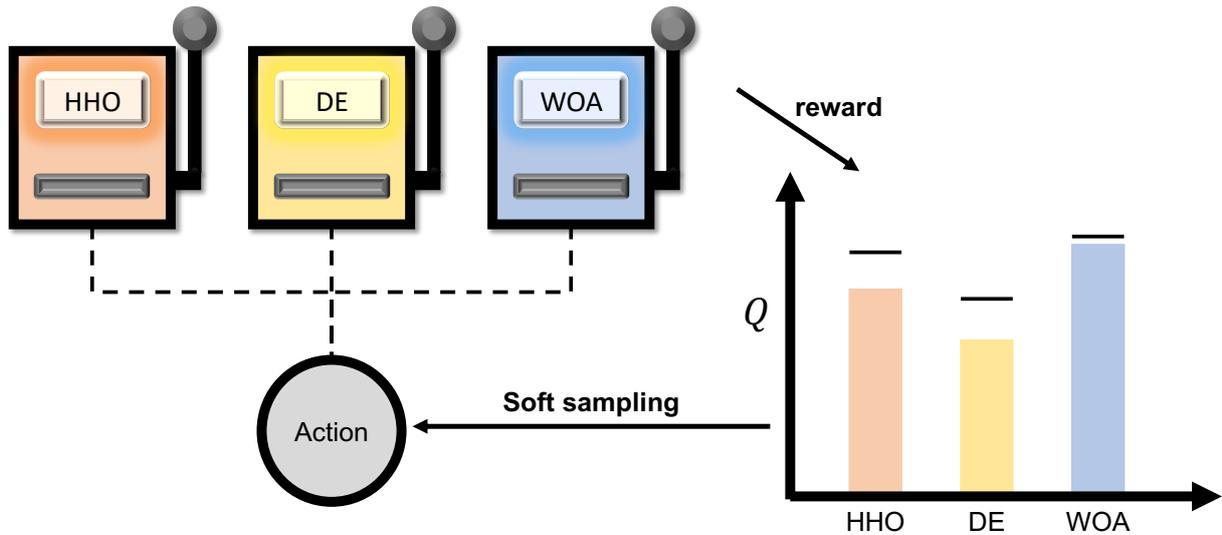 HHO
DE
WOA
reward
Q
Soft sampling
Action
HHO
DE
WOA